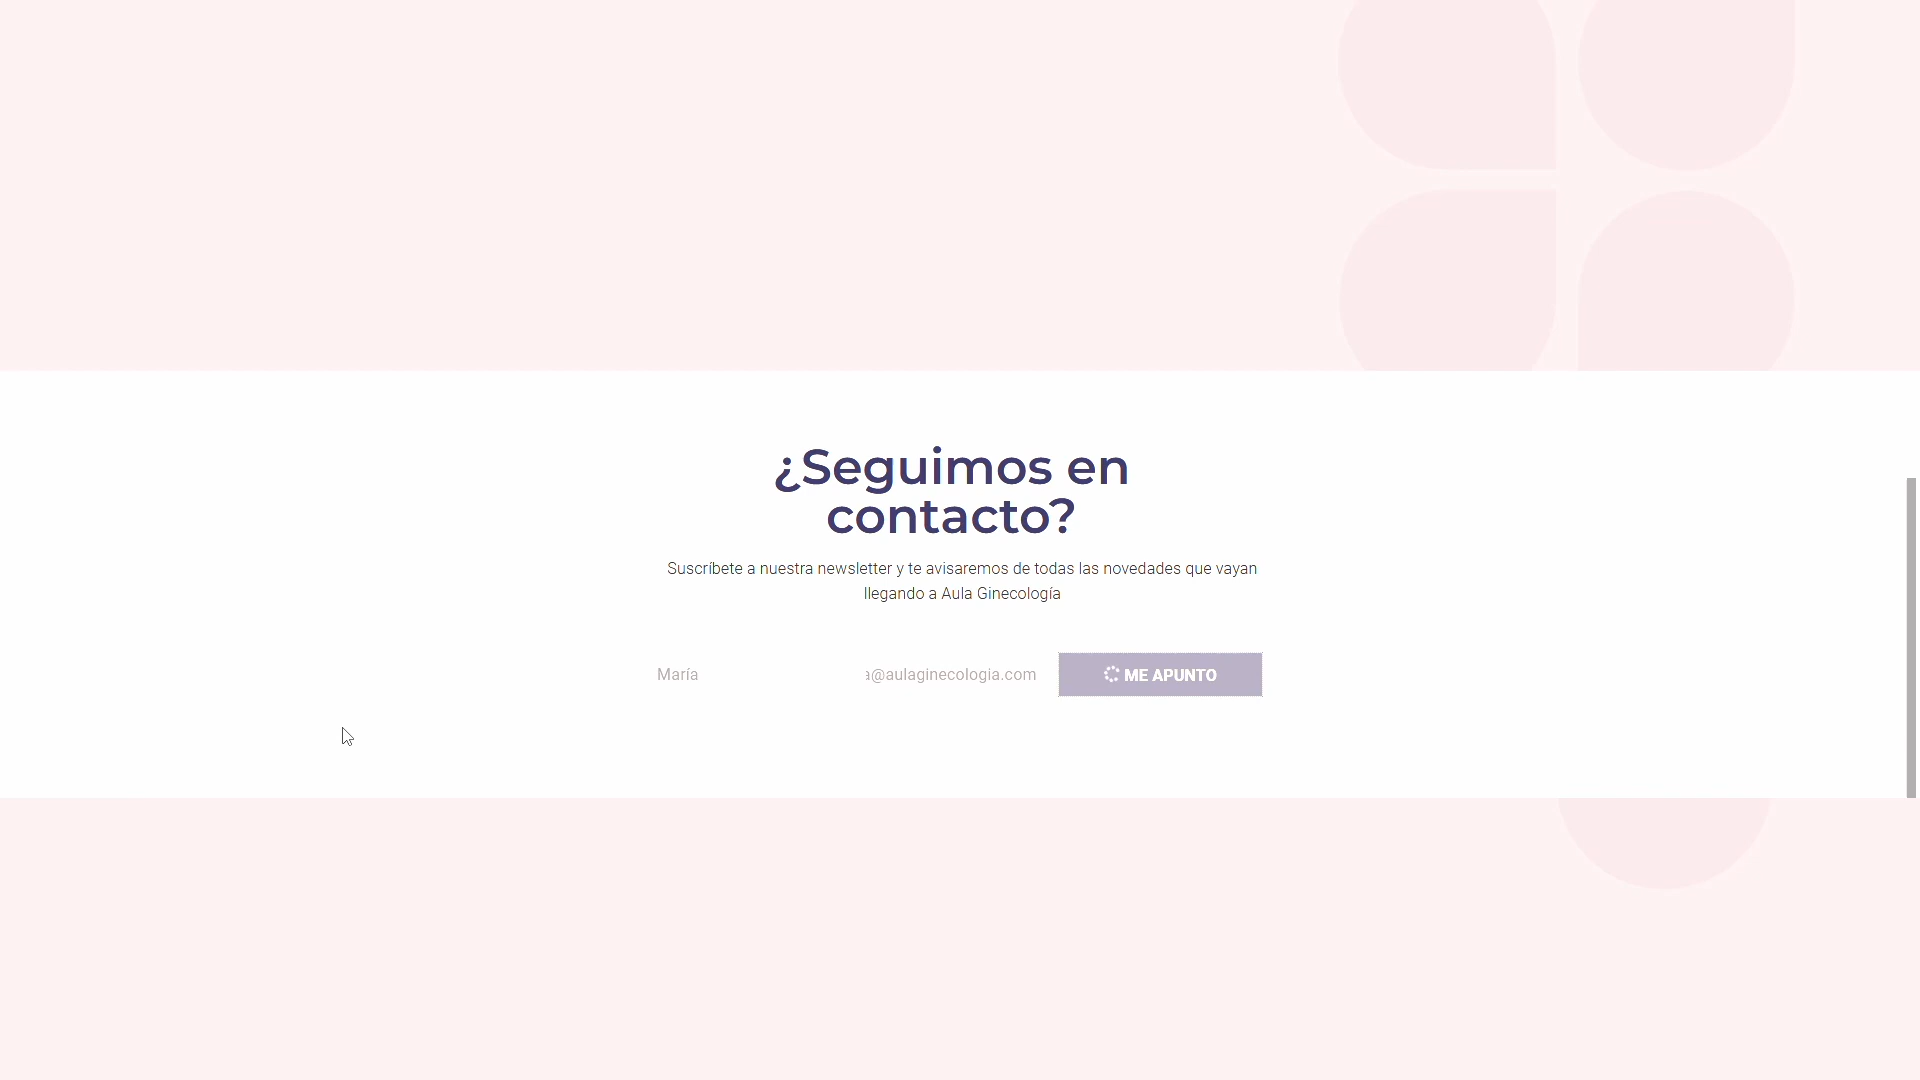 ¿Seguimos en
contacto?
Suscríbete a nuestra newsletter y te avisaremos de todas las novedades que vayan
llegando a Aula Ginecología
María
a@aulaginecologia.com
ME APUNTO